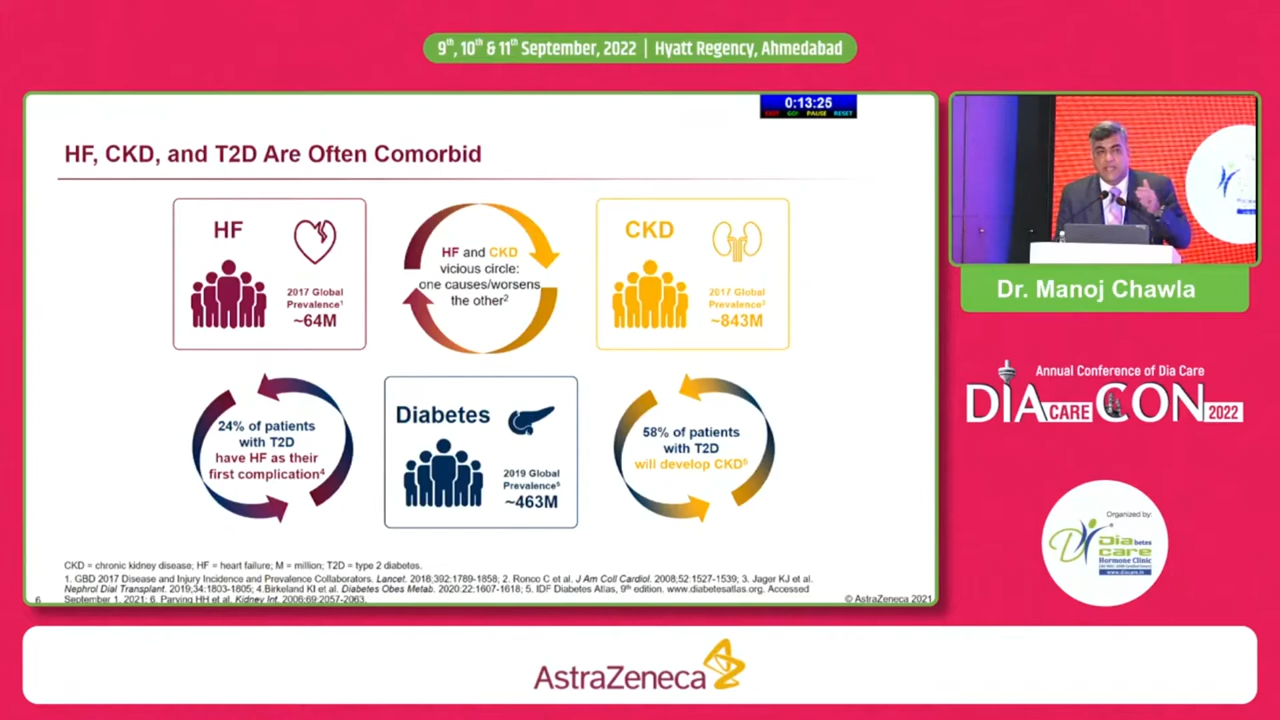 9th, 10th & 11th September, 2022 | Hyatt Regency, Ahmedabad
0:13:25
EXIT GO! PAUSE RESET
HF, CKD, and T2D Are Often Comorbid
HF
2017 Global
Prevalence1
~64M
HF and CKD
vicious circle:
one causes/worsens
the other2
CKD
2017 Global
Prevalence3
~843M
24% of patients
with T2D
have HF as their
first complication4
Diabetes
2019 Global
Prevalence5
~463M
58% of patients
with T2D
will develop CKD6
CKD = chronic kidney disease; HF = heart failure; M = million; T2D = type 2 diabetes.
1. GBD 2017 Disease and Injury Incidence and Prevalence Collaborators. Lancet. 2018;392:1789-1858; 2. Ronco C et al. J Am Coll Cardiol. 2008;52:1527-1539; 3. Jager KJ et al.
Nephrol Dial Transplant. 2019;34:1803-1805; 4.Birkeland KI et al. Diabetes Obes Metab. 2020:22:1607-1618; 5. IDF Diabetes Atlas, 9th edition. www.diabetesatlas.org. Accessed
September 1, 2021; 6. Parving HH et al. Kidney Int. 2006:69:2057-2063.
6
© AstraZeneca 2021
Dr. Manoj Chawla
Annual Conference of Dia Care
DIA CARE CON 2022
Organized by:
Diabetes
care
Hormone Clinic
www.diacare.in
AstraZeneca